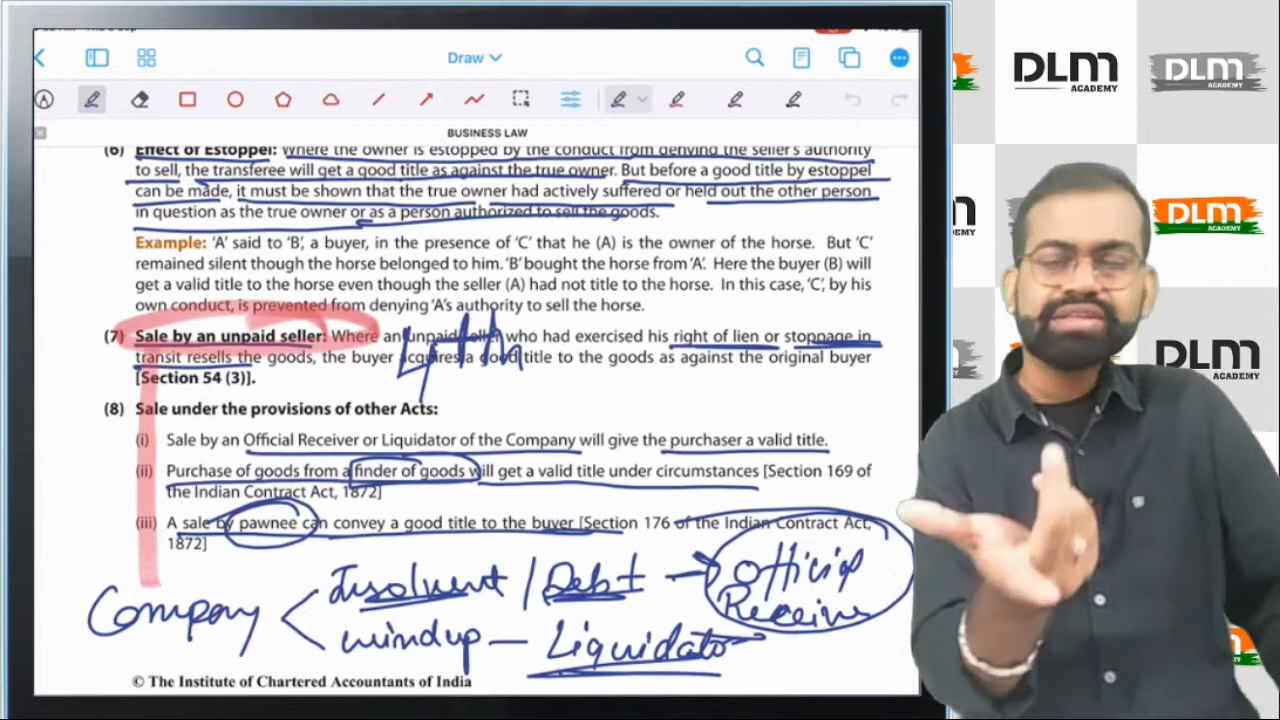 Draw
BUSINESS LAW
(6) Effect of Estoppel: Where the owner is estopped by the conduct from denying the seller's authority
to sell, the transferee will get a good title as against the true owner. But before a good title by estoppel
can be made, it must be shown that the true owner had actively suffered or held out the other person
in question as the true owner or as a person authorized to sell the goods.
Example: 'A' said to 'B', a buyer, in the presence of 'C' that he (A) is the owner of the horse. But 'C'
remained silent though the horse belonged to him. 'B' bought the horse from 'A'. Here the buyer (B) will
get a valid title to the horse even though the seller (A) had not title to the horse. In this case, 'C', by his
own conduct, is prevented from denying 'A's authority to sell the horse.
(7) Sale by an unpaid seller: Where an unpaid seller who had exercised his right of lien or stoppage in
transit resells the goods, the buyer acquires a good title to the goods as against the original buyer
[Section 54 (3)].
4th
(8) Sale under the provisions of other Acts:
(i) Sale by an Official Receiver or Liquidator of the Company will give the purchaser a valid title.
(ii) Purchase of goods from a finder of goods will get a valid title under circumstances [Section 169 of
the Indian Contract Act, 1872]
(iii) A sale by pawnee can convey a good title to the buyer [Section 176 of the Indian Contract Act,
1872]
Company
Insolvent / Debt → Official
Receiver
windup – Liquidator
© The Institute of Chartered Accountants of India
DLM
ACADEMY
DLM
ACADEMY
DLM
ACADEMY
DLM
ACADEMY